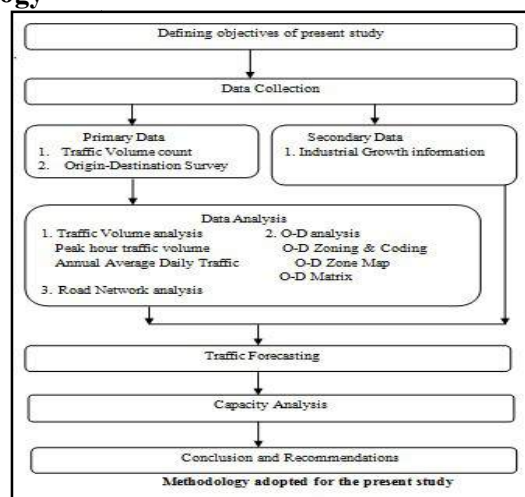 ology
Defining objectives of present study
Data Collection
Primary Data
1. Traffic Volume count
2. Origin-Destination Survey
Secondary Data
1. Industrial Growth information
Data Analysis
1. Traffic Volume analysis
Peak hour traffic volume
Annual Average Daily Traffic
3. Road Network analysis
2. O-D analysis
O-D Zoning & Coding
O-D Zone Map
O-D Matrix
Traffic Forecasting
Capacity Analysis
Conclusion and Recommendations
Methodology adopted for the present study